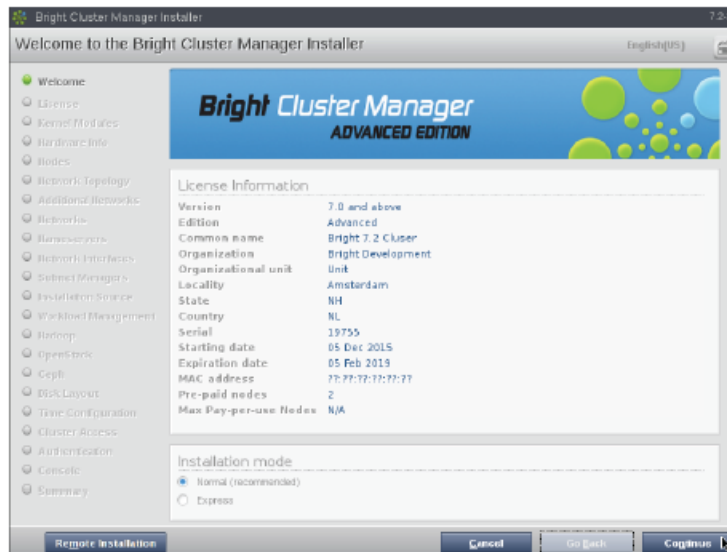 Bright Cluster Manager Installer
7.2-
Welcome to the Bright Cluster Manager Installer
English(US)
Welcome
License
Kernel Modules
Hardware Info
Nodes
Network Topology
Additional Networks
Networks
Nameservers
Network Interfaces
Subnet Managers
Installation Source
Workload Management
Hadoop
OpenStack
Ceph
Disk Layout
Time Configuration
Cluster Access
Authentication
Console
Summary
Bright Cluster Manager
ADVANCED EDITION
License Information
Version 7.0 and above
Edition Advanced
Common name Bright 7.2 Cluser
Organization Bright Development
Organizational unit Unit
Locality Amsterdam
State NH
Country NL
Serial 19755
Starting date 05 Dec 2015
Expiration date 05 Feb 2019
MAC address ??:??:??:??:??:??
Pre-paid nodes 2
Max Pay-per-use Nodes N/A
Installation mode
Normal (recommended)
Express
Remote Installation
Cancel
Go Back
Continue